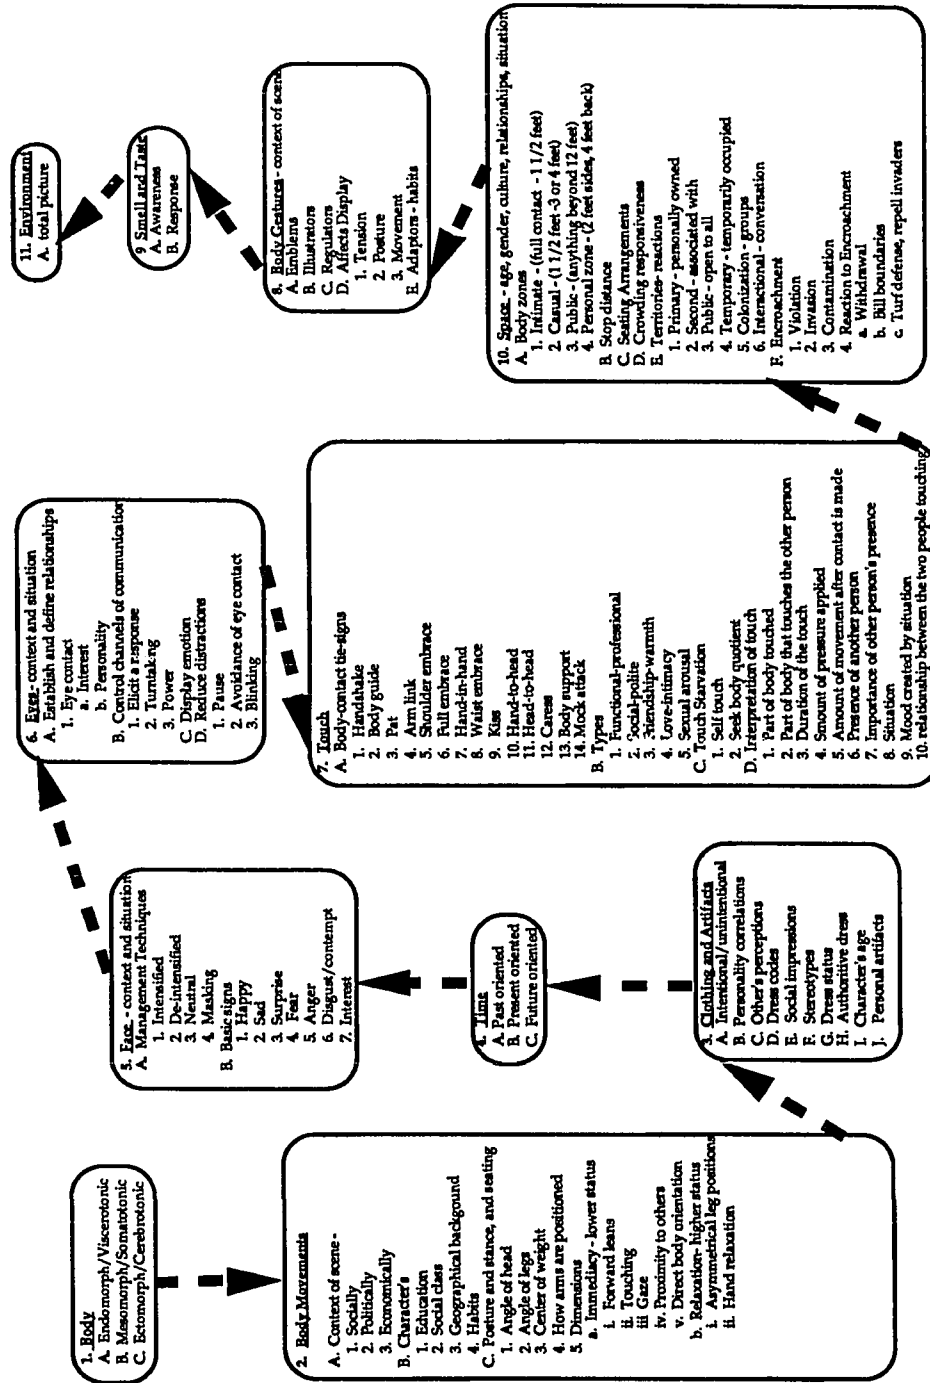 1. Body
A. Endomorph/Viscerotonic
B. Mesomorph/Somatotonic
C. Ectomorph/Cerebrotonic
2. Body Movements
A. Context of scene -
1. Socially
2. Politically
3. Economically
B. Character's
1. Education
2. Social class
3. Geographical background
4. Habits
C. Posture and stance, and seating
1. Angle of head
2. Angle of legs
3. Center of weight
4. How arms are positioned
5. Dimensions
a. Immediacy - lower status
i. Forward leans
ii. Touching
iii Gaze
iv. Proximity to others
v. Direct body orientation
b. Relaxation- higher status
i. Asymmetrical leg positions
ii. Hand relaxation
3. Clothing and Artifacts
A. Intentional/unintentional
B. Personality correlations
C. Other's perceptions
D. Dress codes
E. Social impressions
F. Stereotypes
G. Dress status
H. Authoritive dress
I. Character's age
J. Personal artifacts
4. Time
A. Past oriented
B. Present oriented
C. Future oriented
5. Face - context and situation
A. Management Techniques
1. Intensified
2. De-intensified
3. Neutral
4. Masking
B. Basic signs
1. Happy
2. Sad
3. Surprise
4. Fear
5. Anger
6. Disgust/contempt
7. Interest
6. Eyes- context and situation
A. Establish and define relationships
1. Eye contact
a. Interest
b. Personality
B. Control channels of communication
1. Elicit a response
2. Turntaking
3. Power
C. Display emotion
D. Reduce distractions
1. Pause
2. Avoidance of eye contact
3. Blinking
7. Touch
A. Body-contact tie-signs
1. Handshake
2. Body guide
3. Pat
4. Arm link
5. Shoulder embrace
6. Full embrace
7. Hand-in-hand
8. Waist embrace
9. Kiss
10. Hand-to-head
11. Head-to-head
12. Caress
13. Body support
14. Mock attack
B. Types
1. Functional-professional
2. Social-polite
3. Friendship-warmth
4. Love-intimacy
5. Sexual arousal
C. Touch Starvation
1. Self touch
2. Seek body quotient
D. Interpretation of touch
1. Part of body touched
2. Part of body that touches the other person
3. Duration of the touch
4. Smount of pressure applied
5. Amount of movement after contact is made
6. Presence of another person
7. Importance of other person's presence
8. Situation
9. Mood created by situation
10. relationship between the two people touching
10. Space - age, gender, culture, relationships, situation
A. Body zones
1. Intimate - (full contact - 1 1/2 feet)
2. Casual - (1 1/2 feet -3 or 4 feet)
3. Public - (anything beyond 12 feet)
4. Personal zone - (2 feet sides, 4 feet back)
B. Stop distance
C. Seating Arrangements
D. Crowding responsiveness
E. Territories- reactions
1. Primary - personally owned
2. Second - associated with
3. Public - open to all
4. Temporary - temporarily occupied
5. Colonization - groups
6. Interactional - conversation
F. Encroachment
1. Violation
2. Invasion
3. Contamination
4. Reaction to Encroachment
a. Withdrawal
b. Bill boundaries
c. Turf defense, repell invaders
8. Body Gestures - context of scene
A. Emblems
B. Illustrators
C. Regulators
D. Affects Display
1. Tension
2. Posture
3. Movement
E. Adaptors - habits
9 Smell and Taste
A. Awareness
B. Response
11. Environment
A. total picture